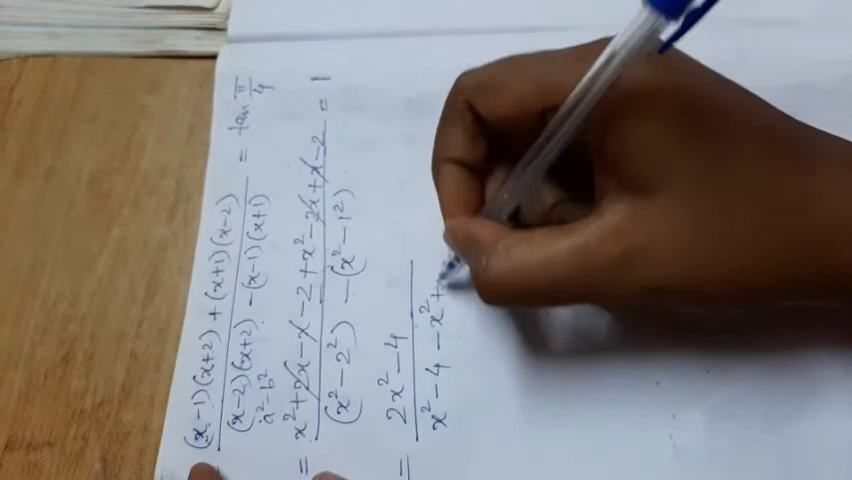 (x-1)(x+2) + (x+1)(x-2) / (x-2)(x+2) - (x-1)(x+1) = tan π/4
a²-b²
= x²+2x-x-2+x²-2x+x-2 / (x²-2²) - (x²-1²) = 1
= 2x²-4 / x²-4-x²+